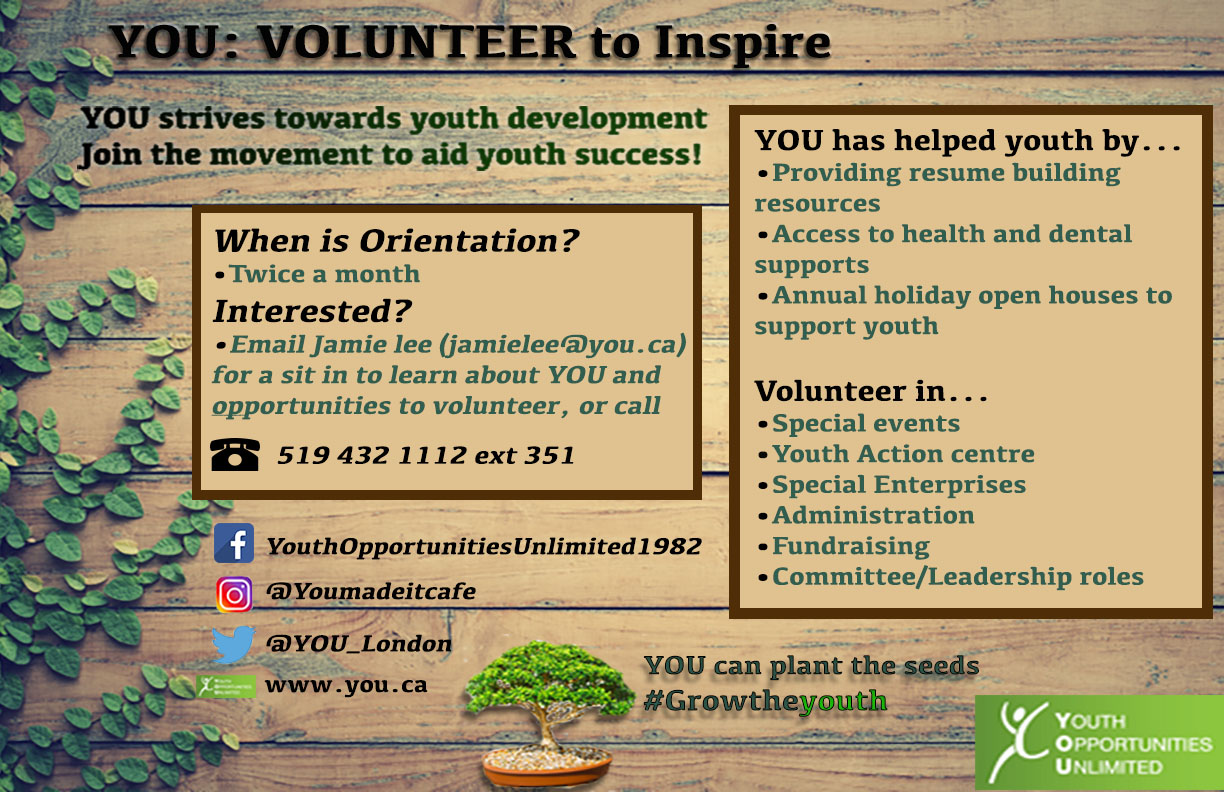 YOU: VOLUNTEER to Inspire
YOU strives towards youth development
Join the movement to aid youth success!
When is Orientation?
•Twice a month
Interested?
•Email Jamie lee (jamielee@you.ca)
for a sit in to learn about YOU and
opportunities to volunteer, or call
519 432 1112 ext 351
YOU has helped youth by...
•Providing resume building
resources
•Access to health and dental
supports
•Annual holiday open houses to
support youth
Volunteer in...
•Special events
•Youth Action centre
•Special Enterprises
•Administration
•Fundraising
•Committee/Leadership roles
f YouthOpportunitiesUnlimited1982
@Youmadeitcafe
@YOU_London
YOUTH
OPPORTUNITIES
UNLIMITED
www.you.ca
YOU can plant the seeds
#Growtheyouth
YOUTH
OPPORTUNITIES
UNLIMITED